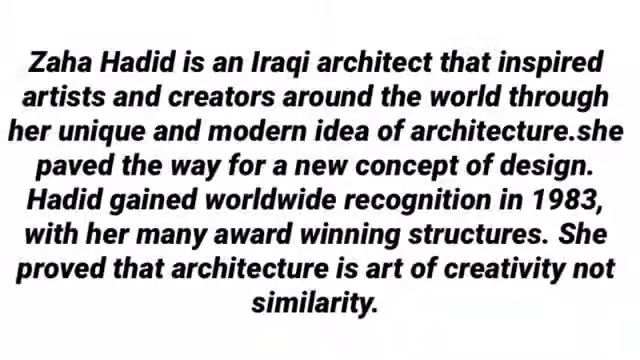 Zaha Hadid is an Iraqi architect that inspired
artists and creators around the world through
her unique and modern idea of architecture.she
paved the way for a new concept of design.
Hadid gained worldwide recognition in 1983,
with her many award winning structures. She
proved that architecture is art of creativity not
similarity.